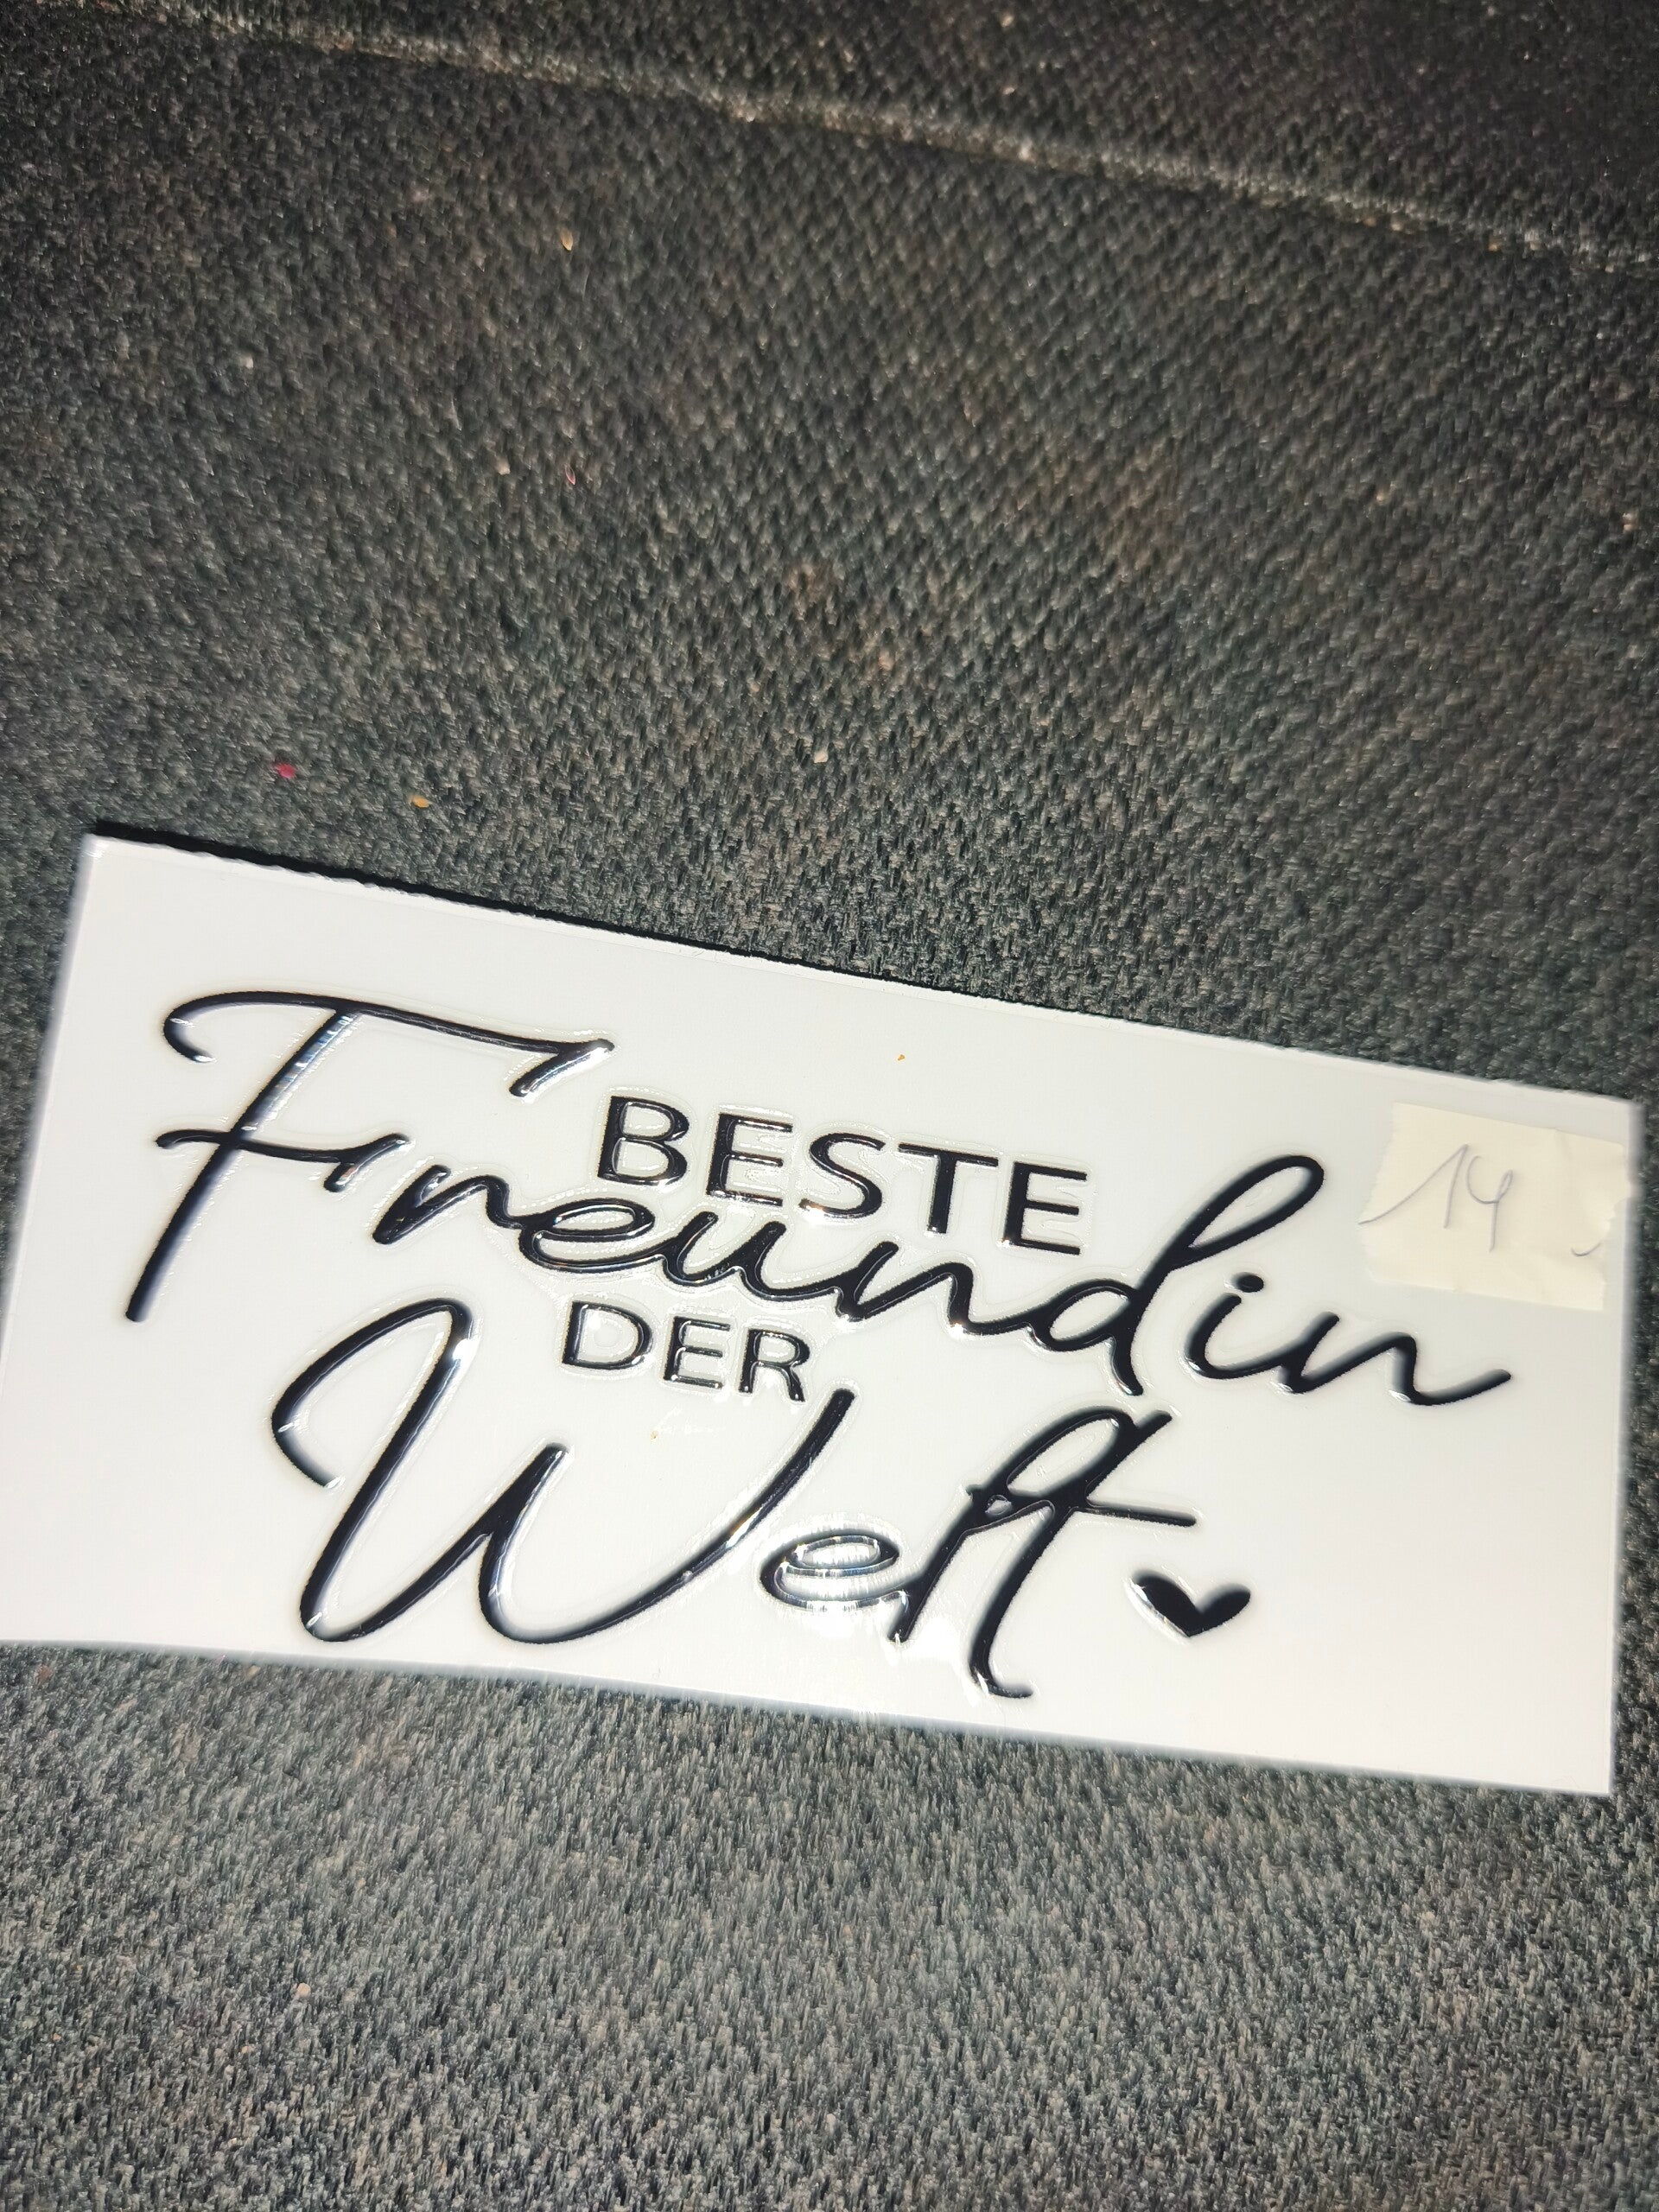 BESTE
Freundin
DER
Welt
14